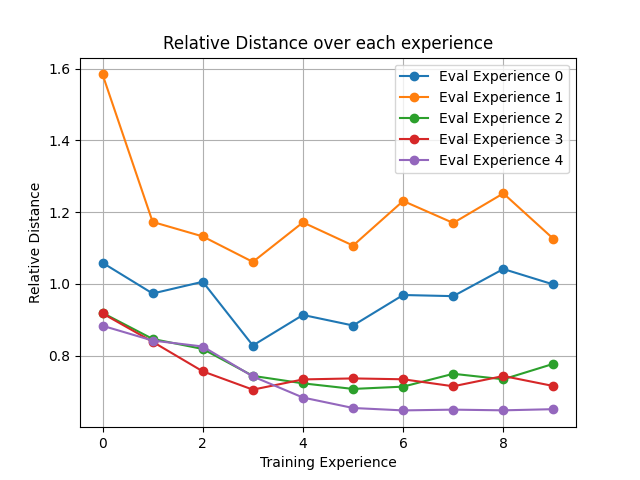 Relative Distance over each experience
Eval Experience 0
Eval Experience 1
Eval Experience 2
Eval Experience 3
Eval Experience 4
Relative Distance
1.6
1.4
1.2
1.0
0.8
0 2 4 6 8
Training Experience